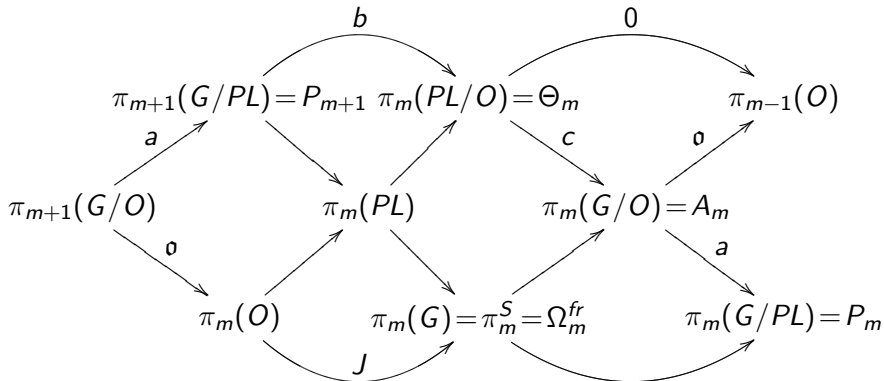 b 0
π_{m+1}(G/PL)=P_{m+1} π_m(PL/O)=Θ_m π_{m−1}(O)
a c 𝔬
π_{m+1}(G/O) π_m(PL) π_m(G/O)=A_m
𝔬 a
π_m(O) π_m(G)=π_m^S=Ω_m^{fr} π_m(G/PL)=P_m
J